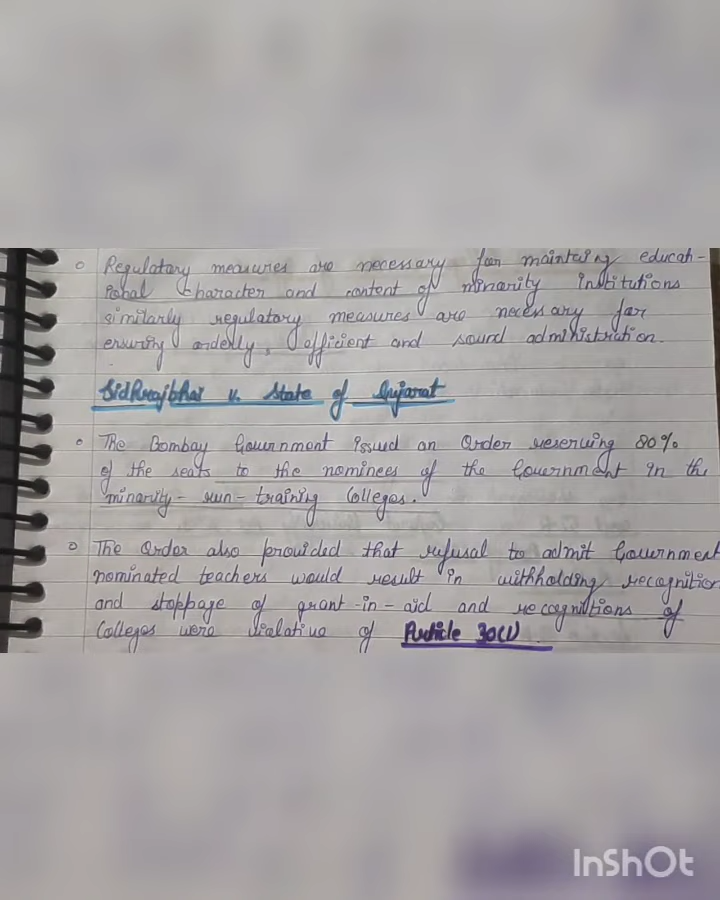 Regulatory measures are necessary for maintaing educat-
ional character and content of minority institutions
similarly regulatory measures are necessary for
ensuring orderly, efficient and sound administration.
SidRrajbhai v. State of Gujarat
The Bombay Government issued an Order reserving 80%
of the seats to the nominees of the Government in the
minority-run-training Colleges.
The Order also provided that refusal to admit Government
nominated teachers would result in withholding recognition
and stoppage of grant-in-aid and recognitions of
Colleges were violative of Article 30(1)
InShOt